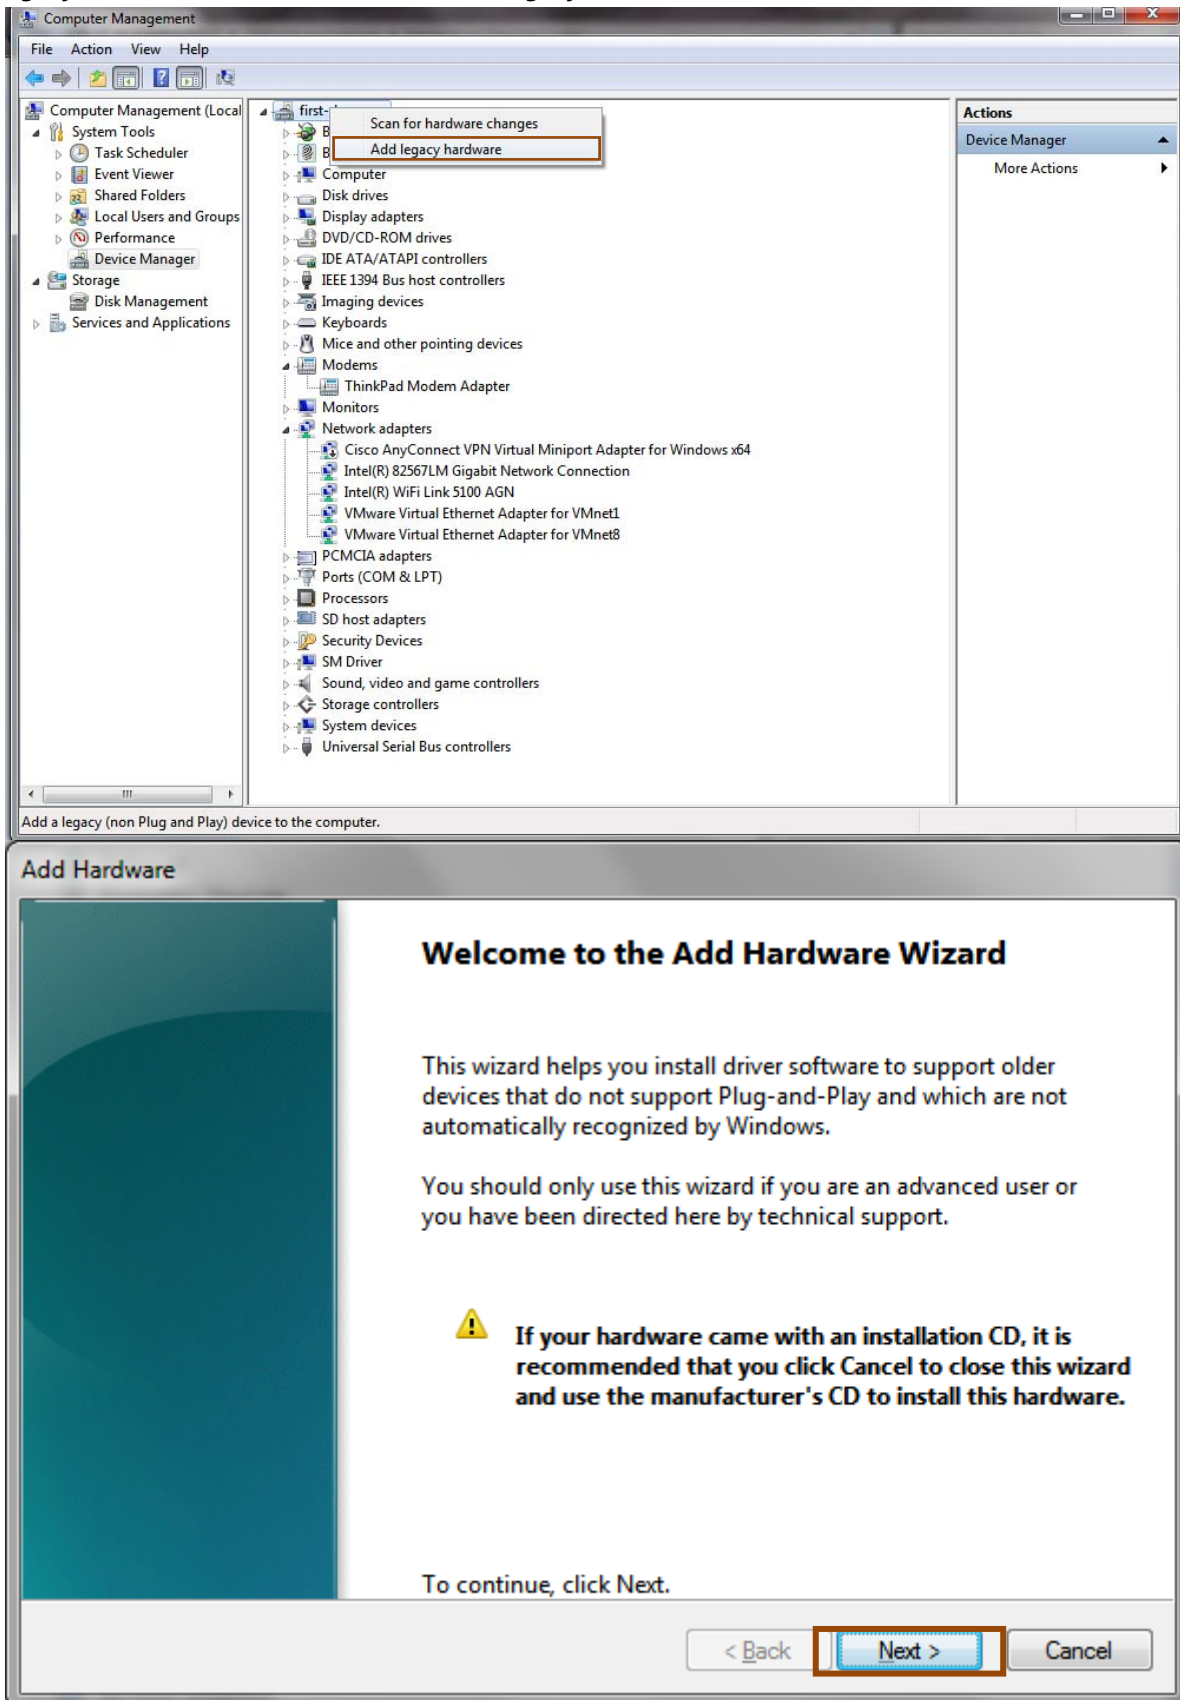 Computer Management
File Action View Help
Computer Management (Local
System Tools
Task Scheduler
Event Viewer
Shared Folders
Local Users and Groups
Performance
Device Manager
Storage
Disk Management
Services and Applications
first-
Scan for hardware changes
B
Add legacy hardware
B
Computer
Disk drives
Display adapters
DVD/CD-ROM drives
IDE ATA/ATAPI controllers
IEEE 1394 Bus host controllers
Imaging devices
Keyboards
Mice and other pointing devices
Modems
ThinkPad Modem Adapter
Monitors
Network adapters
Cisco AnyConnect VPN Virtual Miniport Adapter for Windows x64
Intel(R) 82567LM Gigabit Network Connection
Intel(R) WiFi Link 5100 AGN
VMware Virtual Ethernet Adapter for VMnet1
VMware Virtual Ethernet Adapter for VMnet8
PCMCIA adapters
Ports (COM & LPT)
Processors
SD host adapters
Security Devices
SM Driver
Sound, video and game controllers
Storage controllers
System devices
Universal Serial Bus controllers
Actions
Device Manager
More Actions
Add a legacy (non Plug and Play) device to the computer.
Add Hardware
Welcome to the Add Hardware Wizard
This wizard helps you install driver software to support older
devices that do not support Plug-and-Play and which are not
automatically recognized by Windows.
You should only use this wizard if you are an advanced user or
you have been directed here by technical support.
If your hardware came with an installation CD, it is
recommended that you click Cancel to close this wizard
and use the manufacturer's CD to install this hardware.
To continue, click Next.
< Back Next > Cancel